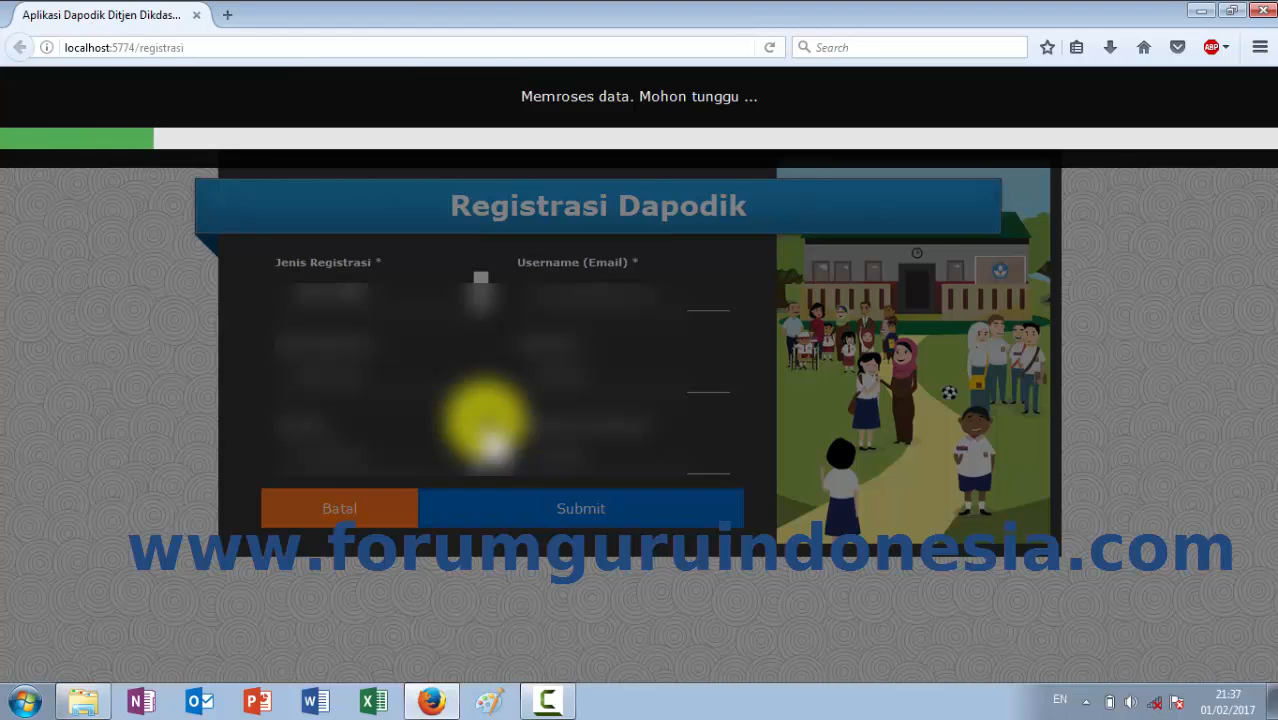 Aplikasi Dapodik Ditjen Dikdas...
localhost:5774/registrasi
Search
ABP
Memroses data. Mohon tunggu ...
Registrasi Dapodik
Jenis Registrasi *
Username (Email) *
Batal
Submit
www.forumguruindonesia.com
EN
21:37
01/02/2017